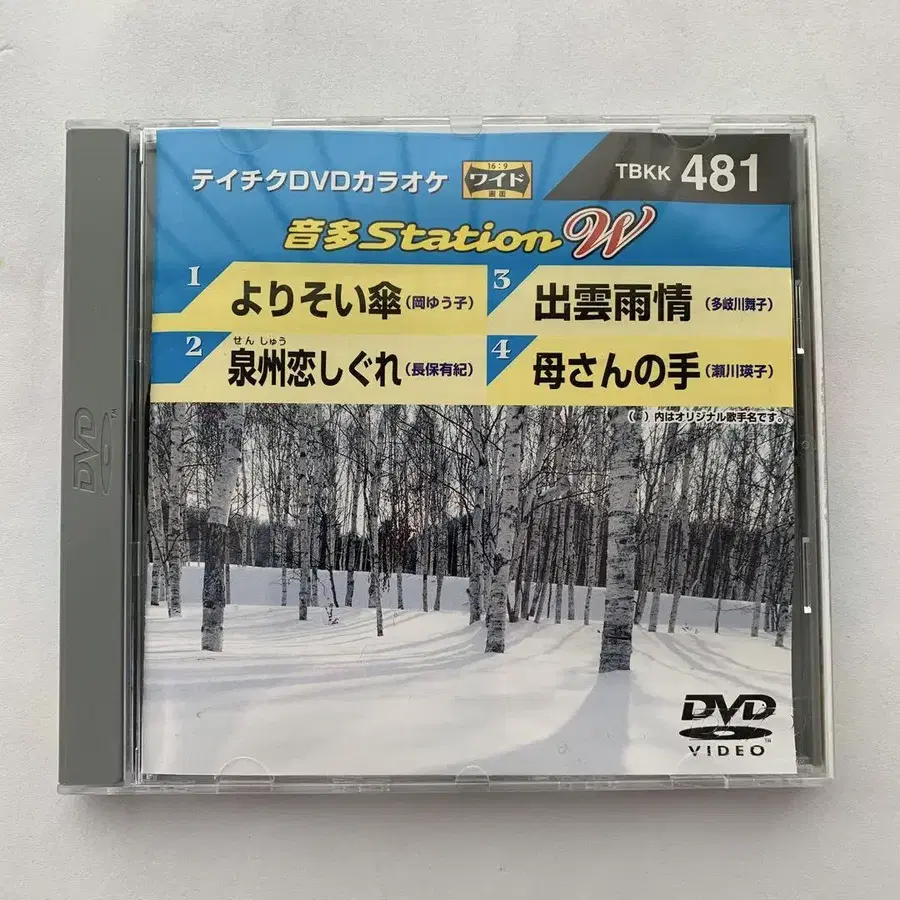 テイチクDVDカラオケ
16:9
ワイド
画面
TBKK 481
音多Station W
1 よりそい傘(岡ゆう子)
せんしゅう
2 泉州恋しぐれ(長保有紀)
3 出雲雨情(多岐川舞子)
4 母さんの手(瀬川瑛子)
( )内はオリジナル歌手名です。
DVD
VIDEO
DVD